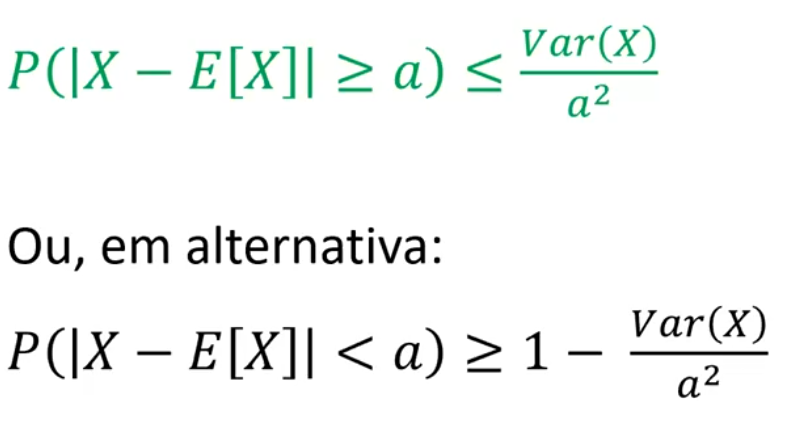 P(|X − E[X]| ≥ a) ≤ Var(X)/a²
Ou, em alternativa:
P(|X − E[X]| < a) ≥ 1 − Var(X)/a²